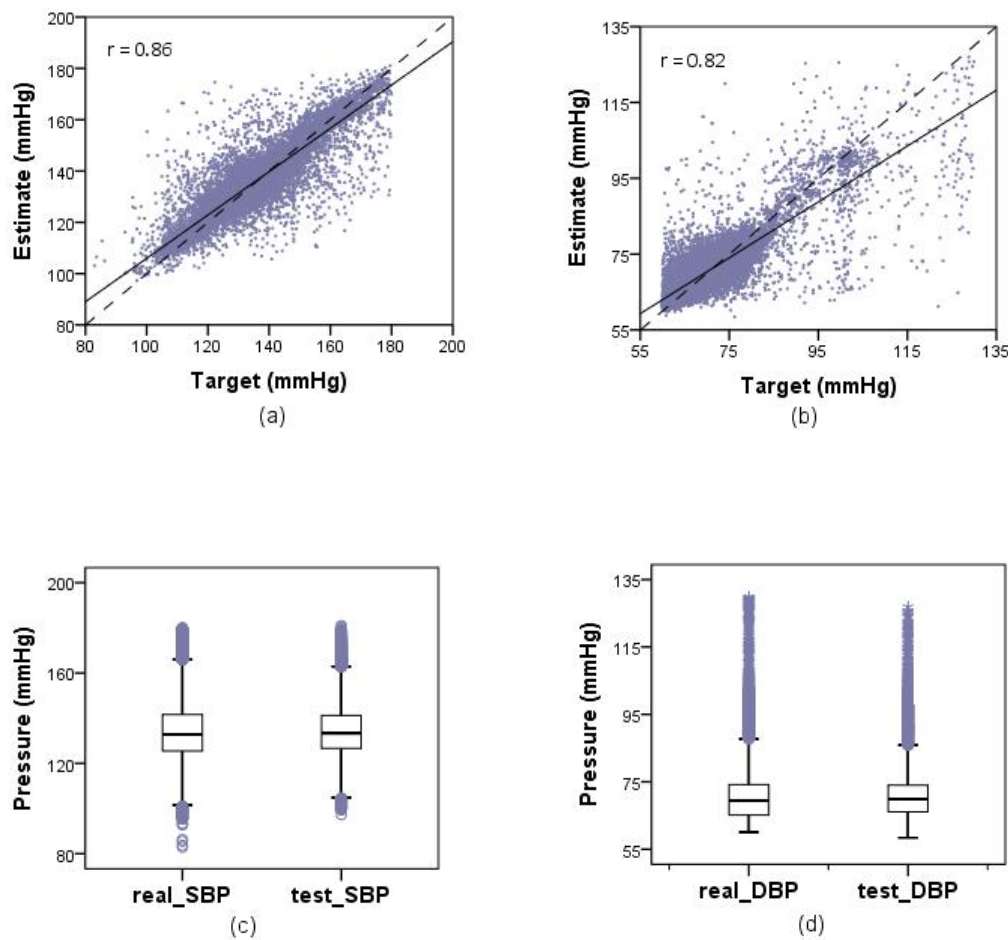 r = 0.86
200
180
160
140
120
100
80
Estimate (mmHg)
80 100 120 140 160 180 200
Target (mmHg)
(a)
r = 0.82
135
115
95
75
55
Estimate (mmHg)
55 75 95 115 135
Target (mmHg)
(b)
200
160
120
80
Pressure (mmHg)
real_SBP test_SBP
(c)
135
115
95
75
55
Pressure (mmHg)
real_DBP test_DBP
(d)